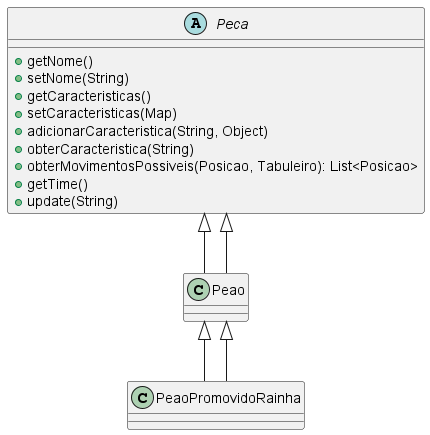 A Peca
getNome()
setNome(String)
getCaracteristicas()
setCaracteristicas(Map)
adicionarCaracteristica(String, Object)
obterCaracteristica(String)
obterMovimentosPossiveis(Posicao, Tabuleiro): List<Posicao>
getTime()
update(String)
C Peao
C PeaoPromovidoRainha